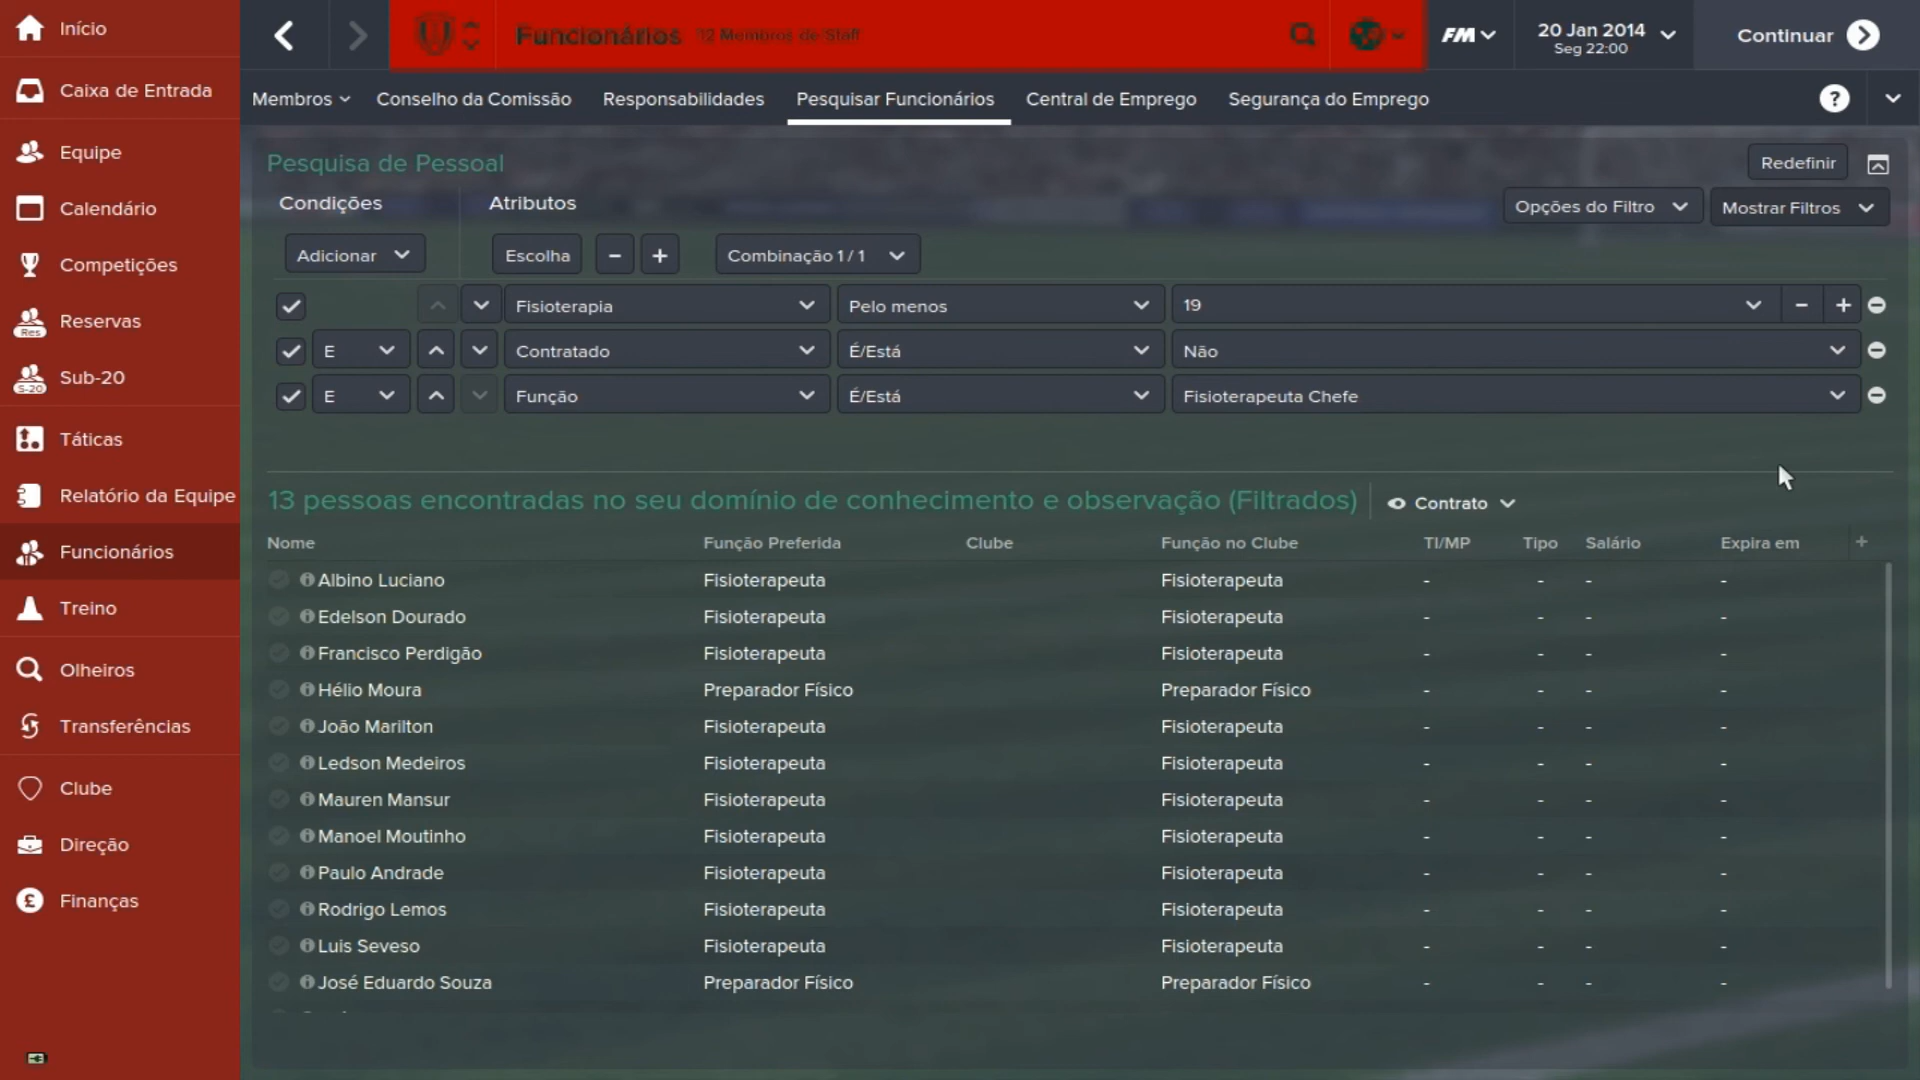 Início
Caixa de Entrada
Equipe
Calendário
Competições
Reservas
Res
Sub-20
S-20
Táticas
Relatório da Equipe
Funcionários
Treino
Olheiros
Transferências
Clube
Direção
£ Finanças
Funcionários 12 Membros de Staff
FM
20 Jan 2014
Seg 22:00
Continuar
Membros Conselho da Comissão Responsabilidades Pesquisar Funcionários Central de Emprego Segurança do Emprego ?
Pesquisa de Pessoal Redefinir
Condições Atributos Opções do Filtro Mostrar Filtros
Adicionar Escolha - + Combinação 1 / 1
Fisioterapia Pelo menos 19 - +
E Contratado É/Está Não
E Função É/Está Fisioterapeuta Chefe
13 pessoas encontradas no seu domínio de conhecimento e observação (Filtrados) Contrato
Nome Função Preferida Clube Função no Clube TI/MP Tipo Salário Expira em +
Albino Luciano Fisioterapeuta Fisioterapeuta - - - -
Edelson Dourado Fisioterapeuta Fisioterapeuta - - - -
Francisco Perdigão Fisioterapeuta Fisioterapeuta - - - -
Hélio Moura Preparador Físico Preparador Físico - - - -
João Marilton Fisioterapeuta Fisioterapeuta - - - -
Ledson Medeiros Fisioterapeuta Fisioterapeuta - - - -
Mauren Mansur Fisioterapeuta Fisioterapeuta - - - -
Manoel Moutinho Fisioterapeuta Fisioterapeuta - - - -
Paulo Andrade Fisioterapeuta Fisioterapeuta - - - -
Rodrigo Lemos Fisioterapeuta Fisioterapeuta - - - -
Luis Seveso Fisioterapeuta Fisioterapeuta - - - -
José Eduardo Souza Preparador Físico Preparador Físico - - - -